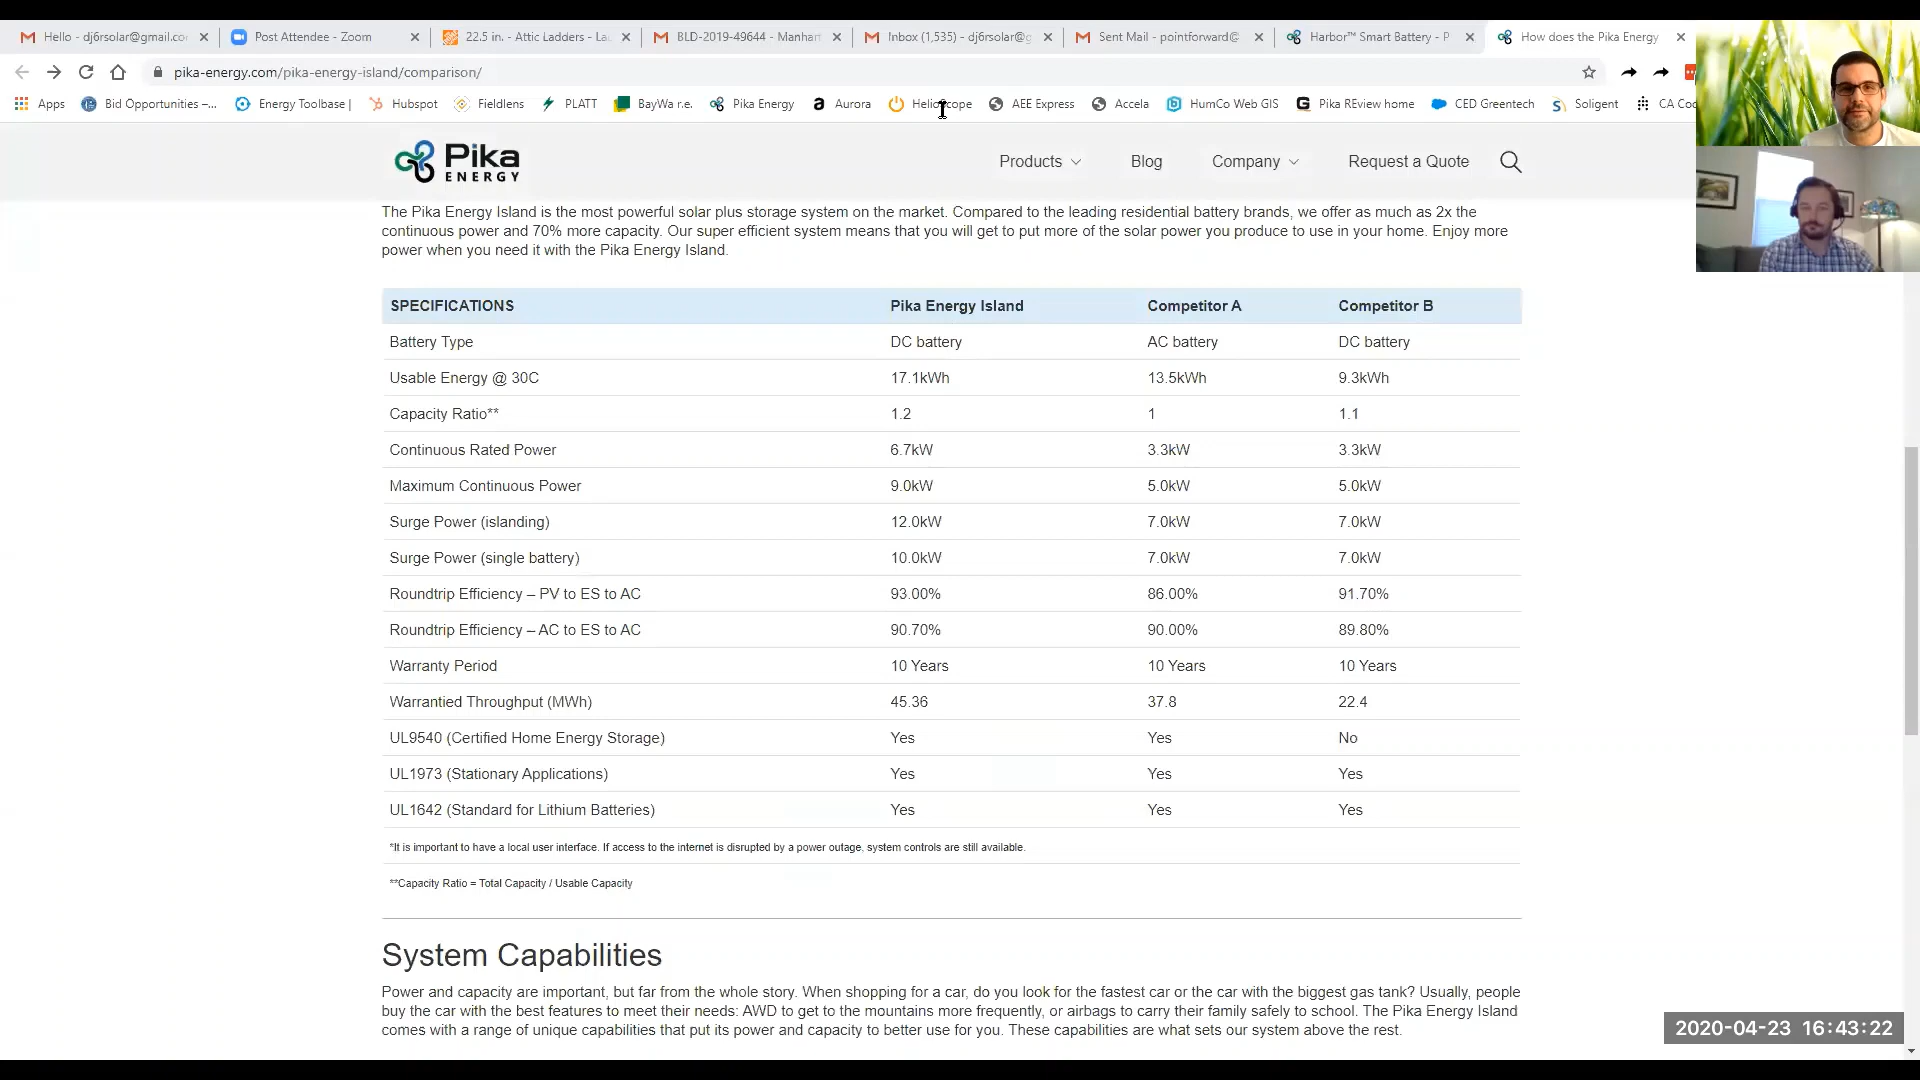 Hello - dj6rsolar@gmail.co
Post Attendee - Zoom
22.5 in. - Attic Ladders - La
BLD-2019-49644 - Manhar
Inbox (1,535) - dj6rsolar@g
Sent Mail - pointforward@
Harbor™ Smart Battery - P
How does the Pika Energy
pika-energy.com/pika-energy-island/comparison/
Apps
Bid Opportunities –...
Energy Toolbase |
Hubspot
Fieldlens
PLATT
BayWa r.e.
Pika Energy
Aurora
Helioscope
AEE Express
Accela
HumCo Web GIS
Pika REview home
CED Greentech
Soligent
CA Coo
Pika ENERGY
Products
Blog
Company
Request a Quote
The Pika Energy Island is the most powerful solar plus storage system on the market. Compared to the leading residential battery brands, we offer as much as 2x the
continuous power and 70% more capacity. Our super efficient system means that you will get to put more of the solar power you produce to use in your home. Enjoy more
power when you need it with the Pika Energy Island.
SPECIFICATIONS Pika Energy Island Competitor A Competitor B
Battery Type DC battery AC battery DC battery
Usable Energy @ 30C 17.1kWh 13.5kWh 9.3kWh
Capacity Ratio** 1.2 1 1.1
Continuous Rated Power 6.7kW 3.3kW 3.3kW
Maximum Continuous Power 9.0kW 5.0kW 5.0kW
Surge Power (islanding) 12.0kW 7.0kW 7.0kW
Surge Power (single battery) 10.0kW 7.0kW 7.0kW
Roundtrip Efficiency – PV to ES to AC 93.00% 86.00% 91.70%
Roundtrip Efficiency – AC to ES to AC 90.70% 90.00% 89.80%
Warranty Period 10 Years 10 Years 10 Years
Warrantied Throughput (MWh) 45.36 37.8 22.4
UL9540 (Certified Home Energy Storage) Yes Yes No
UL1973 (Stationary Applications) Yes Yes Yes
UL1642 (Standard for Lithium Batteries) Yes Yes Yes
*It is important to have a local user interface. If access to the internet is disrupted by a power outage, system controls are still available.
**Capacity Ratio = Total Capacity / Usable Capacity
System Capabilities
Power and capacity are important, but far from the whole story. When shopping for a car, do you look for the fastest car or the car with the biggest gas tank? Usually, people
buy the car with the best features to meet their needs: AWD to get to the mountains more frequently, or airbags to carry their family safely to school. The Pika Energy Island
comes with a range of unique capabilities that put its power and capacity to better use for you. These capabilities are what sets our system above the rest.
2020-04-23 16:43:22